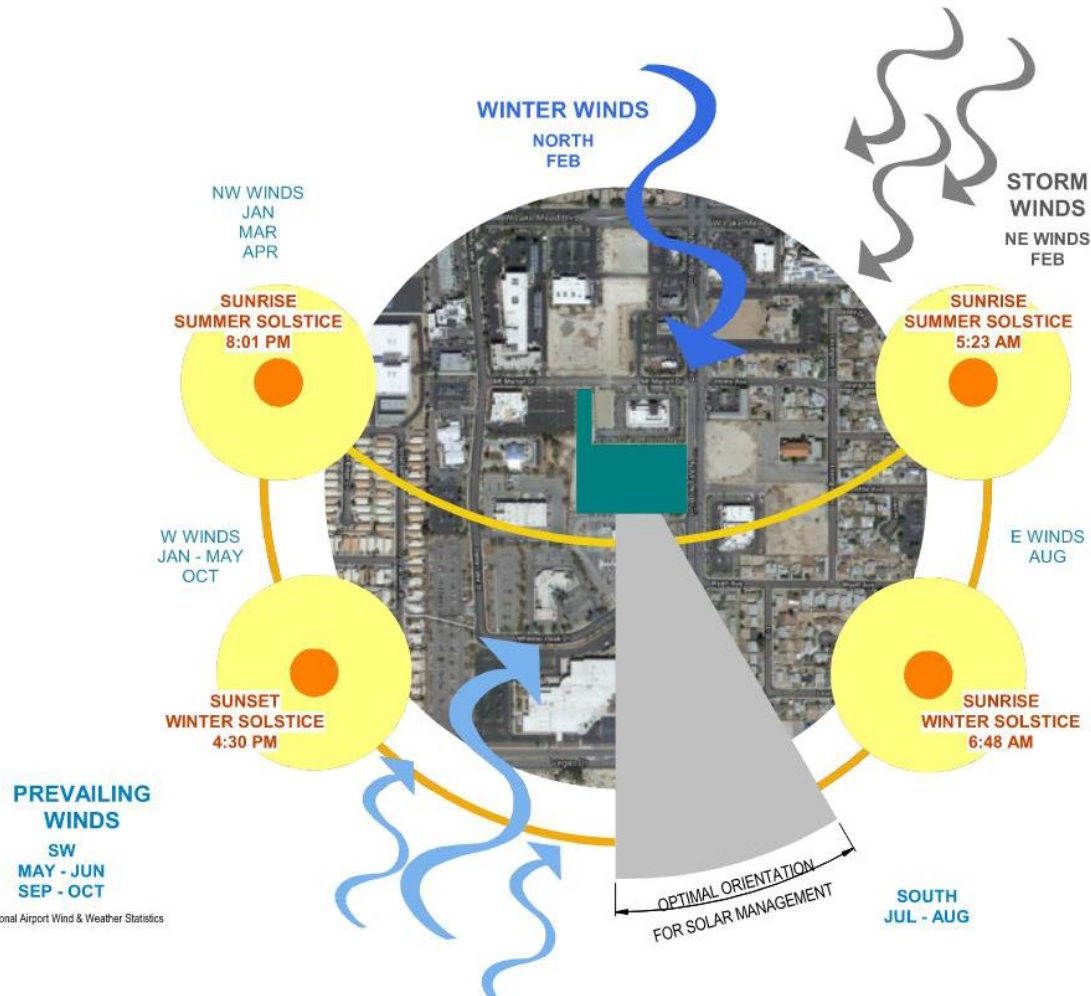 WINTER WINDS
NORTH
FEB
STORM
WINDS
NE WINDS
FEB
NW WINDS
JAN
MAR
APR
SUNRISE
SUMMER SOLSTICE
8:01 PM
SUNRISE
SUMMER SOLSTICE
5:23 AM
W WINDS
JAN - MAY
OCT
E WINDS
AUG
SUNSET
WINTER SOLSTICE
4:30 PM
SUNRISE
WINTER SOLSTICE
6:48 AM
PREVAILING
WINDS
SW
MAY - JUN
SEP - OCT
onal Airport Wind & Weather Statistics
OPTIMAL ORIENTATION
FOR SOLAR MANAGEMENT
SOUTH
JUL - AUG